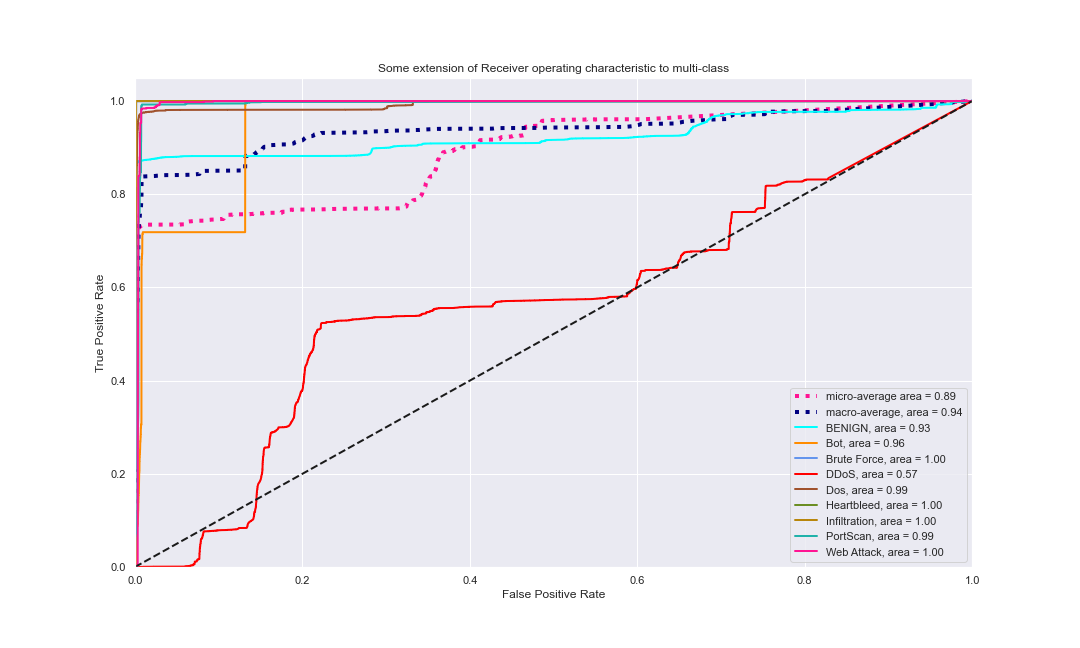 Some extension of Receiver operating characteristic to multi-class
True Positive Rate
1.0
0.8
0.6
0.4
0.2
0.0
micro-average area = 0.89
macro-average, area = 0.94
BENIGN, area = 0.93
Bot, area = 0.96
Brute Force, area = 1.00
DDoS, area = 0.57
Dos, area = 0.99
Heartbleed, area = 1.00
Infiltration, area = 1.00
PortScan, area = 0.99
Web Attack, area = 1.00
0.0 0.2 0.4 0.6 0.8 1.0
False Positive Rate